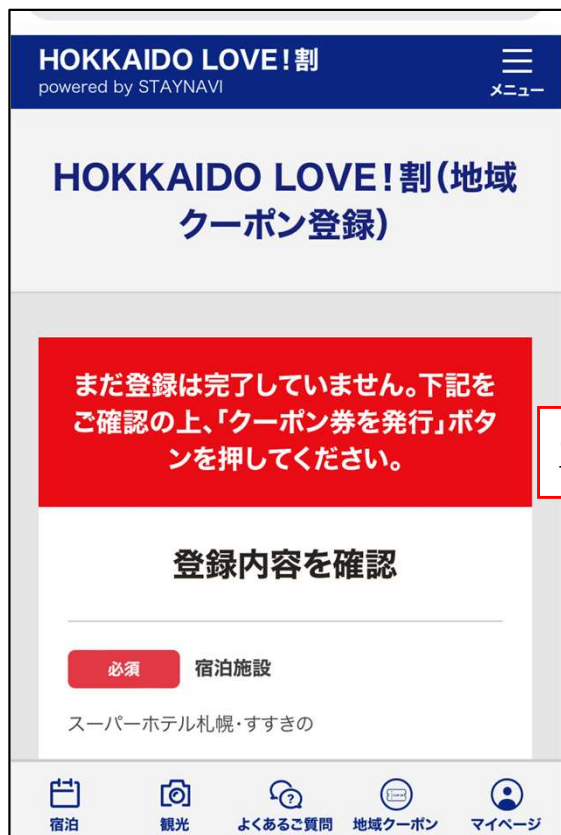 HOKKAIDO LOVE!割
powered by STAYNAVI
メニュー
HOKKAIDO LOVE!割(地域
クーポン登録)
まだ登録は完了していません。下記を
ご確認の上、「クーポン券を発行」ボタ
ンを押してください。
登録内容を確認
必須 宿泊施設
スーパーホテル札幌・すすきの
宿泊 観光 よくあるご質問 地域クーポン マイページ